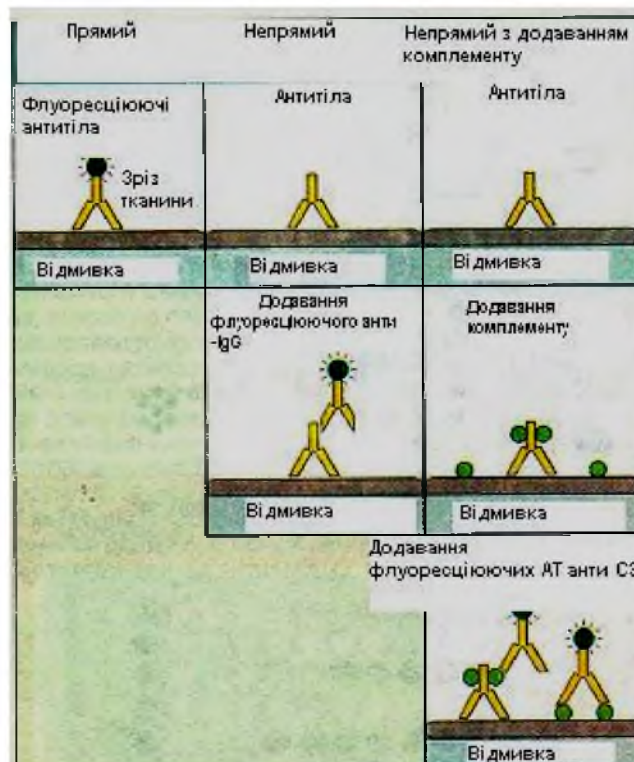 Прямий
Непрямий
Непрямий з додаванням
комплементу
Флуоресціюючі
антитіла
Зріз
тканини
Антитіла
Антитіла
Відмивка
Відмивка
Відмивка
Додавання
флуоресціюючого анти
-IgG
Додавання
комплементу
Відмивка
Відмивка
Додавання
флуоресціюючих АТ анти С3
Відмивка